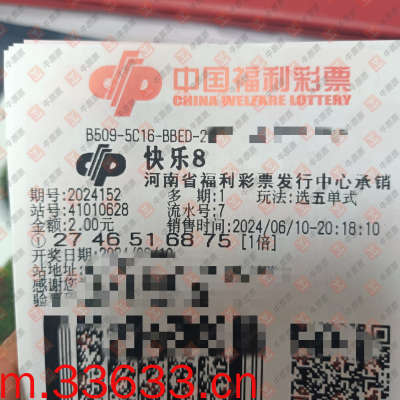 中国福利彩票
CHINA WELFARE LOTTERY
B509-5C16-BBED-2
快乐8
河南省福利彩票发行中心承销
期号:2024152 多 期:1 玩法:选五单式
站号:41010628 流水号:7
金额:2.00元 销售时间:2024/06/10-20:18:10
① 27 46 51 68 75 [1倍]
开奖日期:2024/06/10
站地址:
感谢您
验
m.33633.cn